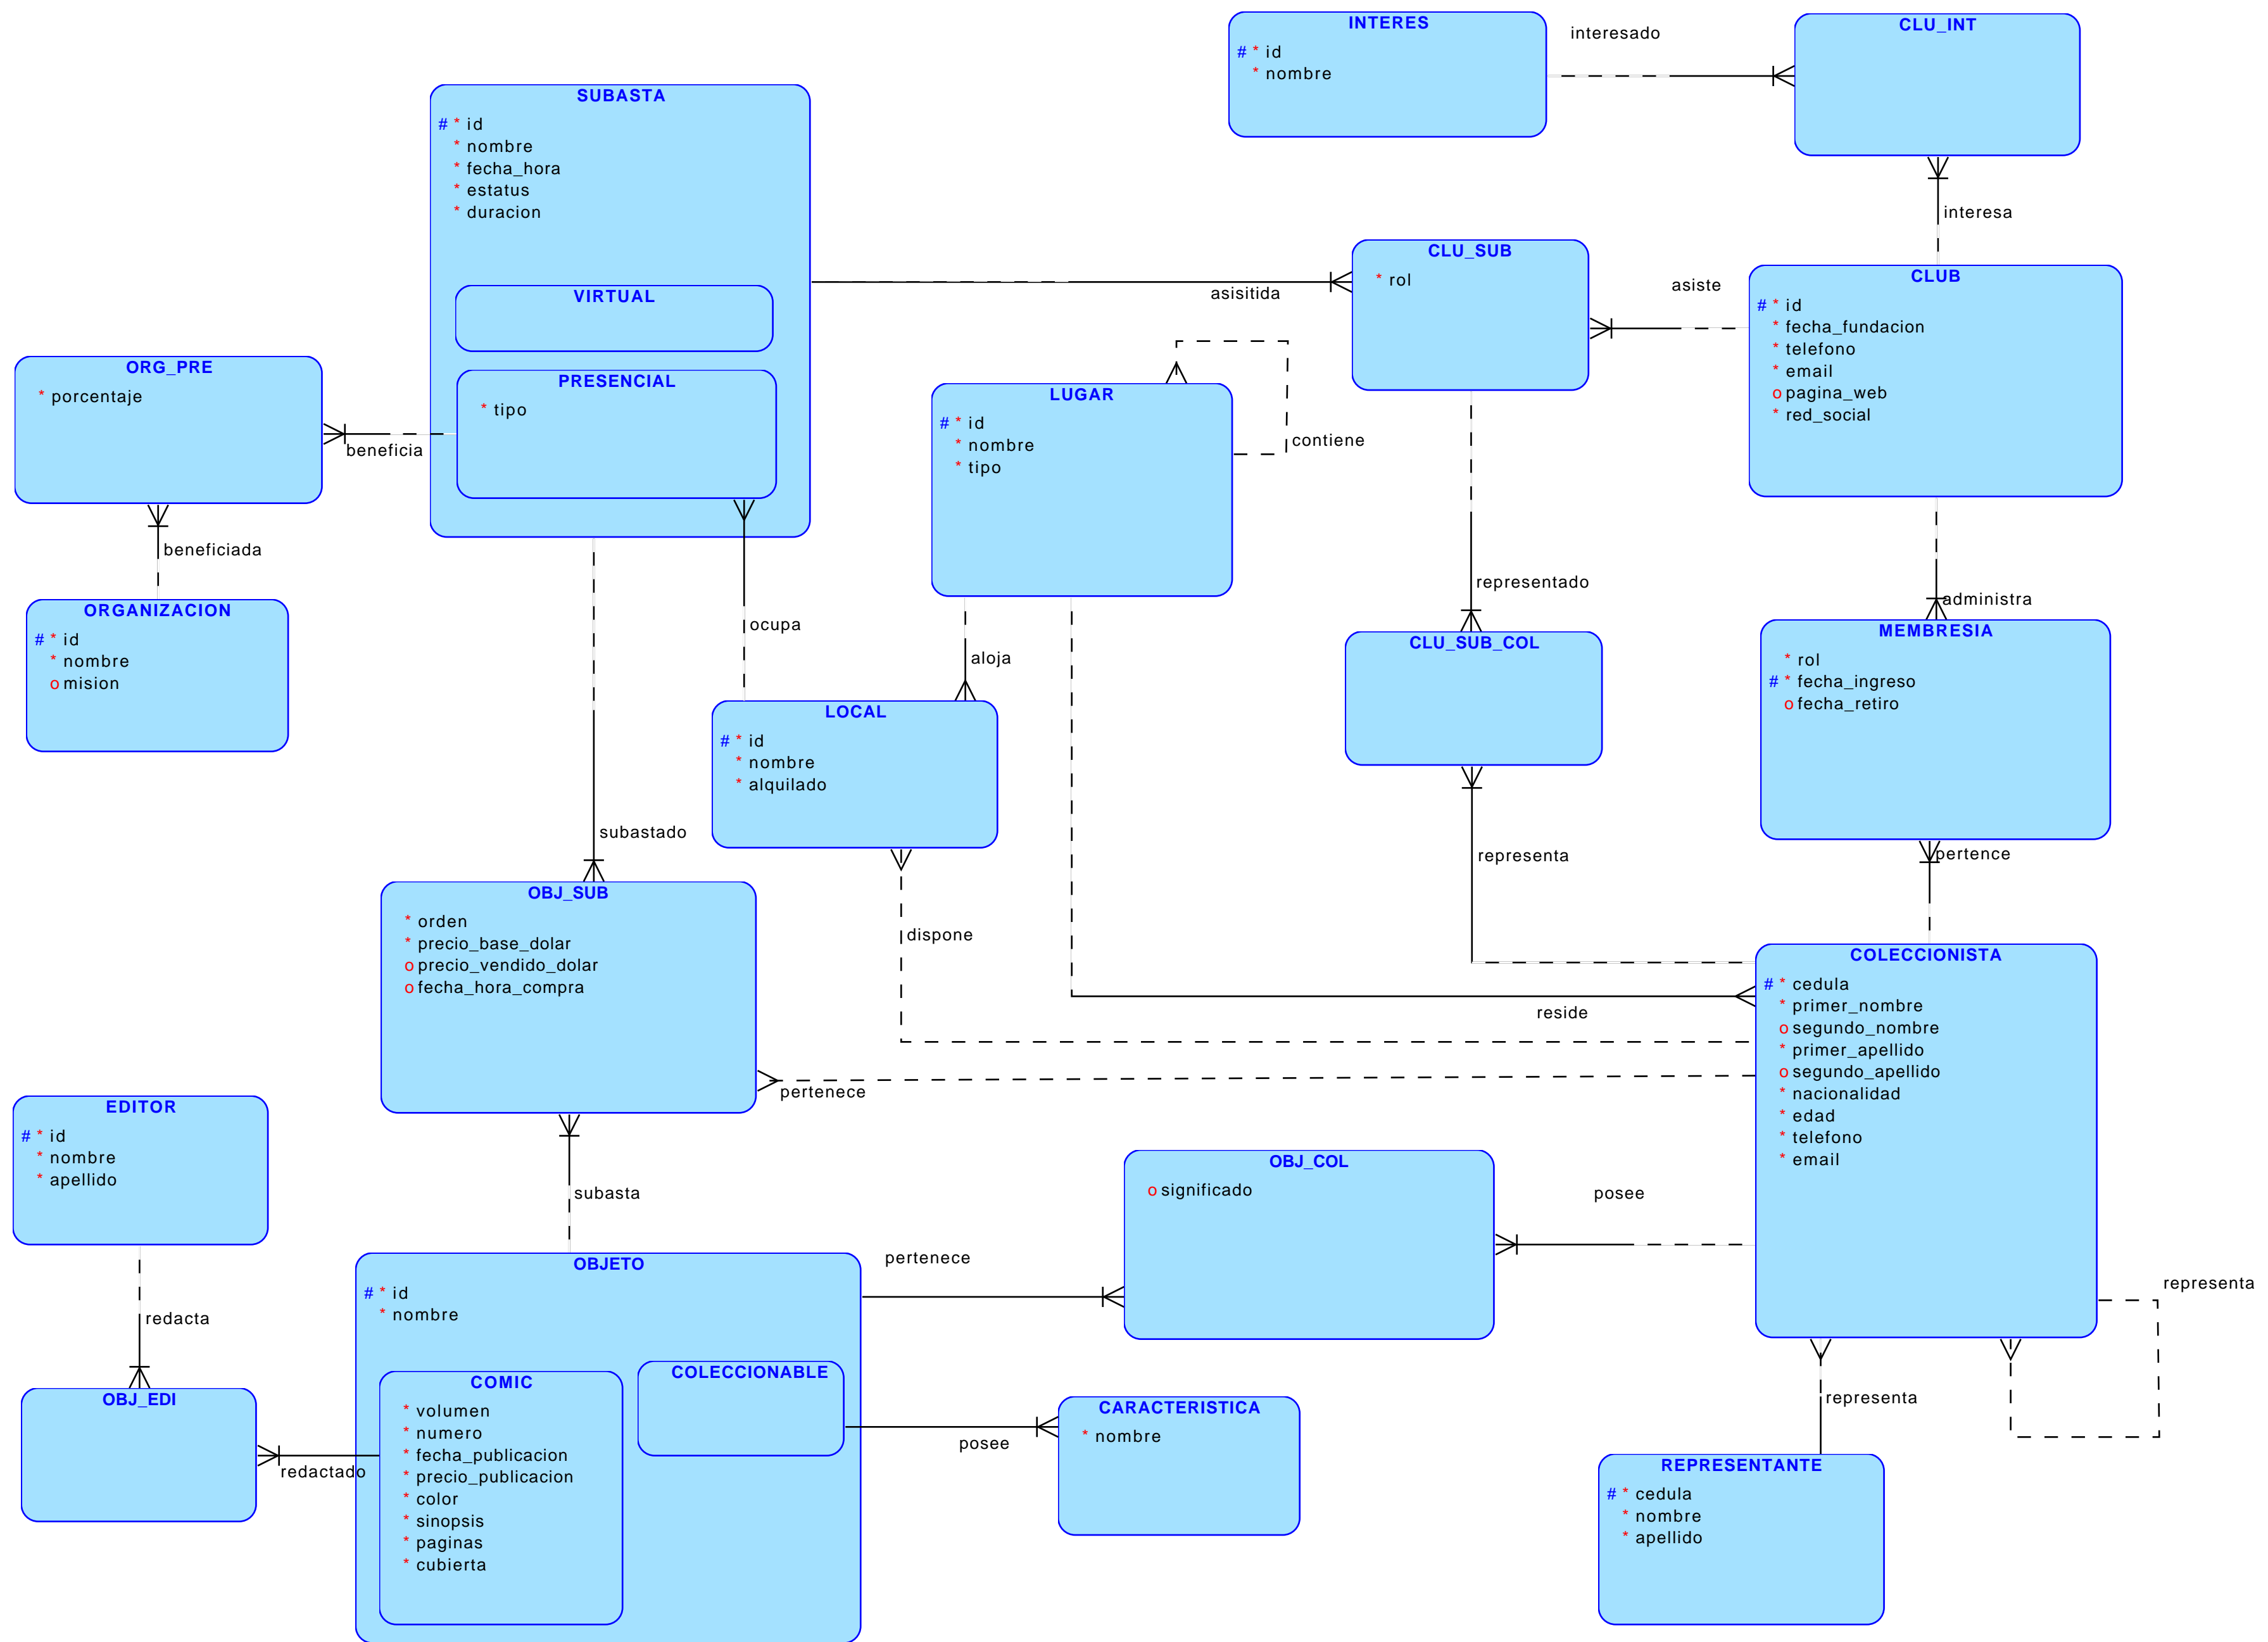 INTERES
# * id
* nombre
interesado
CLU_INT
interesa
SUBASTA
# * id
* nombre
* fecha_hora
* estatus
* duracion
VIRTUAL
PRESENCIAL
* tipo
asisitida
CLU_SUB
* rol
asiste
CLUB
# * id
* fecha_fundacion
* telefono
* email
o pagina_web
* red_social
ORG_PRE
* porcentaje
beneficia
beneficiada
ORGANIZACION
# * id
* nombre
o mision
LUGAR
# * id
* nombre
* tipo
contiene
ocupa
aloja
representado
administra
LOCAL
# * id
* nombre
* alquilado
CLU_SUB_COL
MEMBRESIA
* rol
# * fecha_ingreso
o fecha_retiro
subastado
dispone
representa
pertence
OBJ_SUB
* orden
* precio_base_dolar
o precio_vendido_dolar
o fecha_hora_compra
reside
pertenece
COLECCIONISTA
# * cedula
* primer_nombre
o segundo_nombre
* primer_apellido
o segundo_apellido
* nacionalidad
* edad
* telefono
* email
EDITOR
# * id
* nombre
* apellido
redacta
subasta
OBJ_COL
o significado
posee
pertenece
representa
OBJETO
# * id
* nombre
COMIC
* volumen
* numero
* fecha_publicacion
* precio_publicacion
* color
* sinopsis
* paginas
* cubierta
COLECCIONABLE
posee
CARACTERISTICA
* nombre
OBJ_EDI
redactado
representa
REPRESENTANTE
# * cedula
* nombre
* apellido